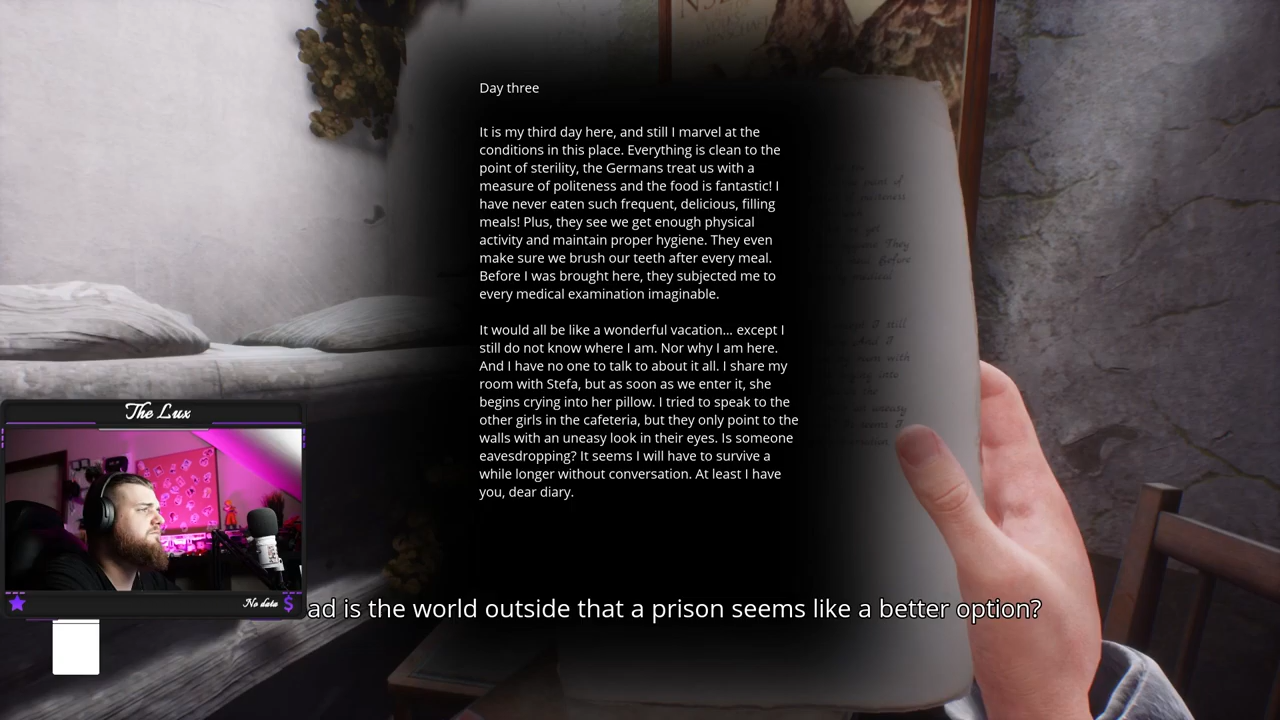 Day three
It is my third day here, and still I marvel at the
conditions in this place. Everything is clean to the
point of sterility, the Germans treat us with a
measure of politeness and the food is fantastic! I
have never eaten such frequent, delicious, filling
meals! Plus, they see we get enough physical
activity and maintain proper hygiene. They even
make sure we brush our teeth after every meal.
Before I was brought here, they subjected me to
every medical examination imaginable.
It would all be like a wonderful vacation... except I
still do not know where I am. Nor why I am here.
And I have no one to talk to about it all. I share my
room with Stefa, but as soon as we enter it, she
begins crying into her pillow. I tried to speak to the
other girls in the cafeteria, but they only point to the
walls with an uneasy look in their eyes. Is someone
eavesdropping? It seems I will have to survive a
while longer without conversation. At least I have
you, dear diary.
The Lux
No data $
ad is the world outside that a prison seems like a better option?